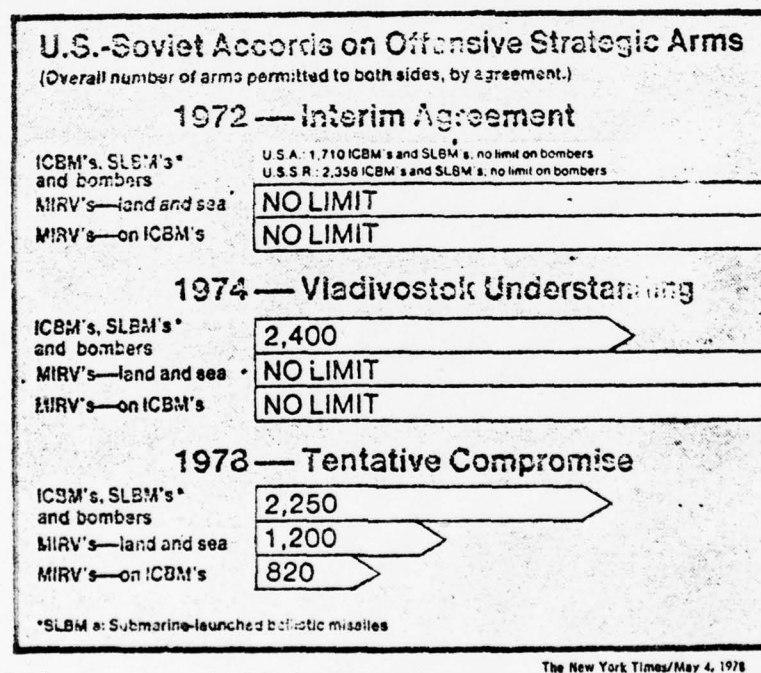 U.S.-Soviet Accords on Offensive Strategic Arms
(Overall number of arms permitted to both sides, by agreement.)
1972 — Interim Agreement
ICBM's, SLBM's*
and bombers
U.S.A.: 1,710 ICBM's and SLBM's; no limit on bombers
U.S.S.R.: 2,358 ICBM's and SLBM's; no limit on bombers
MIRV's—land and sea NO LIMIT
MIRV's—on ICBM's NO LIMIT
1974 — Vladivostok Understanding
ICBM's, SLBM's*
and bombers
2,400
MIRV's—land and sea NO LIMIT
MIRV's—on ICBM's NO LIMIT
1978 — Tentative Compromise
ICBM's, SLBM's*
and bombers
2,250
MIRV's—land and sea 1,200
MIRV's—on ICBM's 820
*SLBM s: Submarine-launched ballistic missiles
The New York Times/May 4, 1978